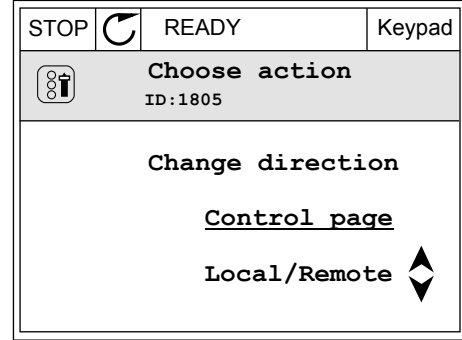 STOP READY Keypad
Choose action
ID:1805
Change direction
Control page
Local/Remote